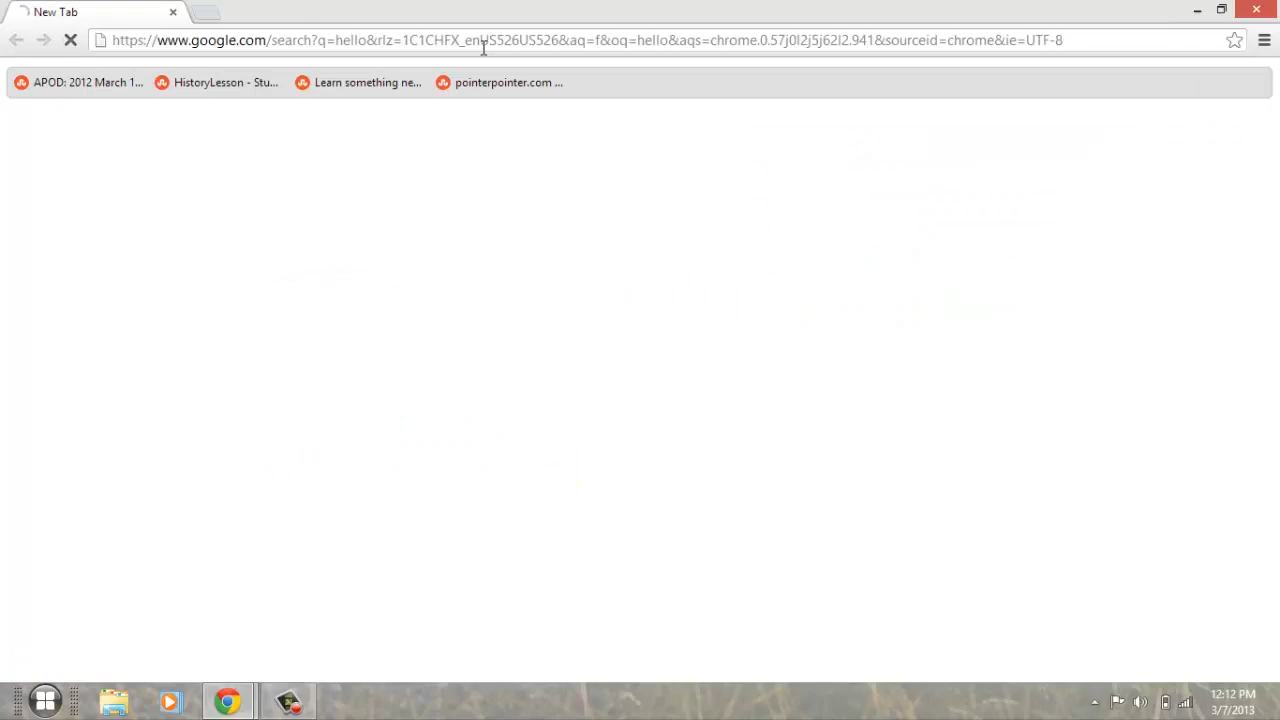 New Tab
https://www.google.com/search?q=hello&rlz=1C1CHFX_enUS526US526&aq=f&oq=hello&aqs=chrome.0.57j0l2j5j62l2.941&sourceid=chrome&ie=UTF-8
APOD: 2012 March 1... HistoryLesson - Stu... Learn something ne... pointerpointer.com ...
12:12 PM
3/7/2013